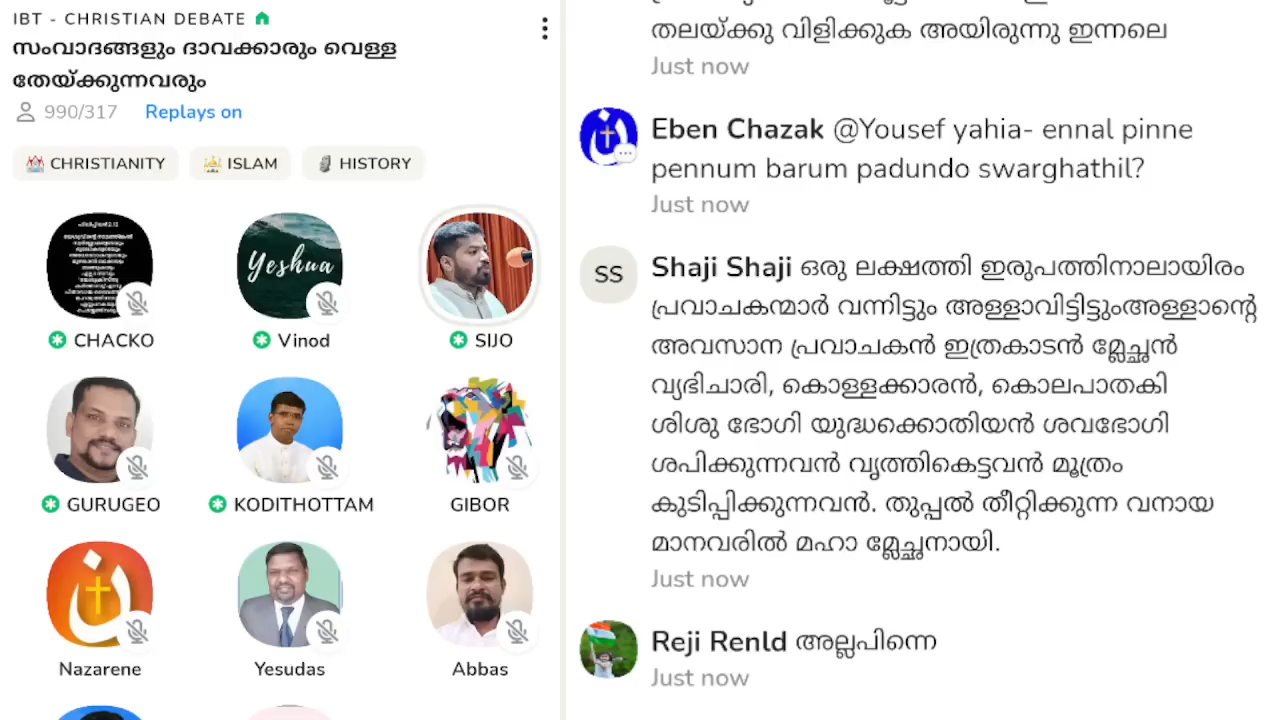 IBT - CHRISTIAN DEBATE
സംവാദങ്ങളും ദാവക്കാരും വെള്ള
തേയ്ക്കുന്നവരും
990/317 Replays on
CHRISTIANITY ISLAM HISTORY
Yeshua
CHACKO Vinod SIJO
GURUGEO KODITHOTTAM GIBOR
Nazarene Yesudas Abbas
തലയ്ക്കു വിളിക്കുക അയിരുന്നു ഇന്നലെ
Just now
Eben Chazak @Yousef yahia- ennal pinne
pennum barum padundo swarghathil?
Just now
SS
Shaji Shaji ഒരു ലക്ഷത്തി ഇരുപത്തിനാലായിരം
പ്രവാചകന്മാർ വന്നിട്ടും അള്ളാവിട്ടിട്ടുംഅള്ളാന്റെ
അവസാന പ്രവാചകൻ ഇത്രകാടൻ മ്ലേച്ഛൻ
വ്യഭിചാരി, കൊള്ളക്കാരൻ, കൊലപാതകി
ശിശു ഭോഗി യുദ്ധക്കൊതിയൻ ശവഭോഗി
ശപിക്കുന്നവൻ വൃത്തികെട്ടവൻ മൂത്രം
കുടിപ്പിക്കുന്നവൻ. തുപ്പൽ തീറ്റിക്കുന്ന വനായ
മാനവരിൽ മഹാ മ്ലേച്ഛനായി.
Just now
Reji Renld അല്ലപിന്നെ
Just now